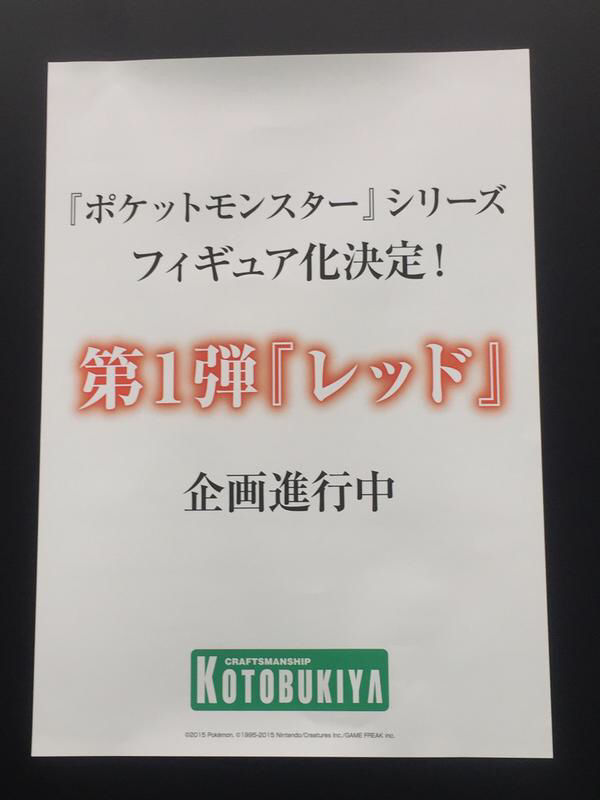 『ポケットモンスター』シリーズ
フィギュア化決定！
第1弾『レッド』
企画進行中
CRAFTSMANSHIP
KOTOBUKIYA
©2015 Pokémon. ©1995-2015 Nintendo/Creatures Inc./GAME FREAK inc.